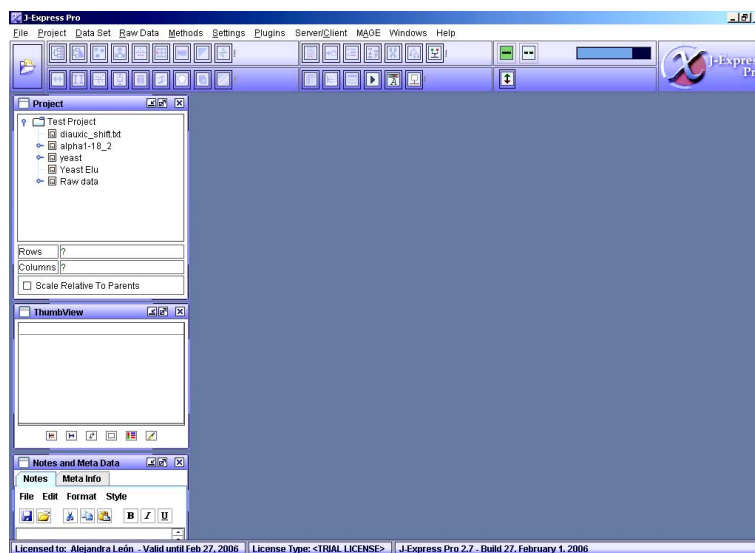 J-Express Pro
File Project Data Set Raw Data Methods Settings Plugins Server/Client MAGE Windows Help
J-Expres
Pr
Project
Test Project
diauxic_shift.txt
alpha1-18_2
yeast
Yeast Elu
Raw data
Rows ?
Columns ?
Scale Relative To Parents
ThumbView
Notes and Meta Data
Notes Meta Info
File Edit Format Style
B I U
Licensed to: Alejandra León - Valid until Feb 27, 2006 License Type: <TRIAL LICENSE> J-Express Pro 2.7 - Build 27, February 1, 2006